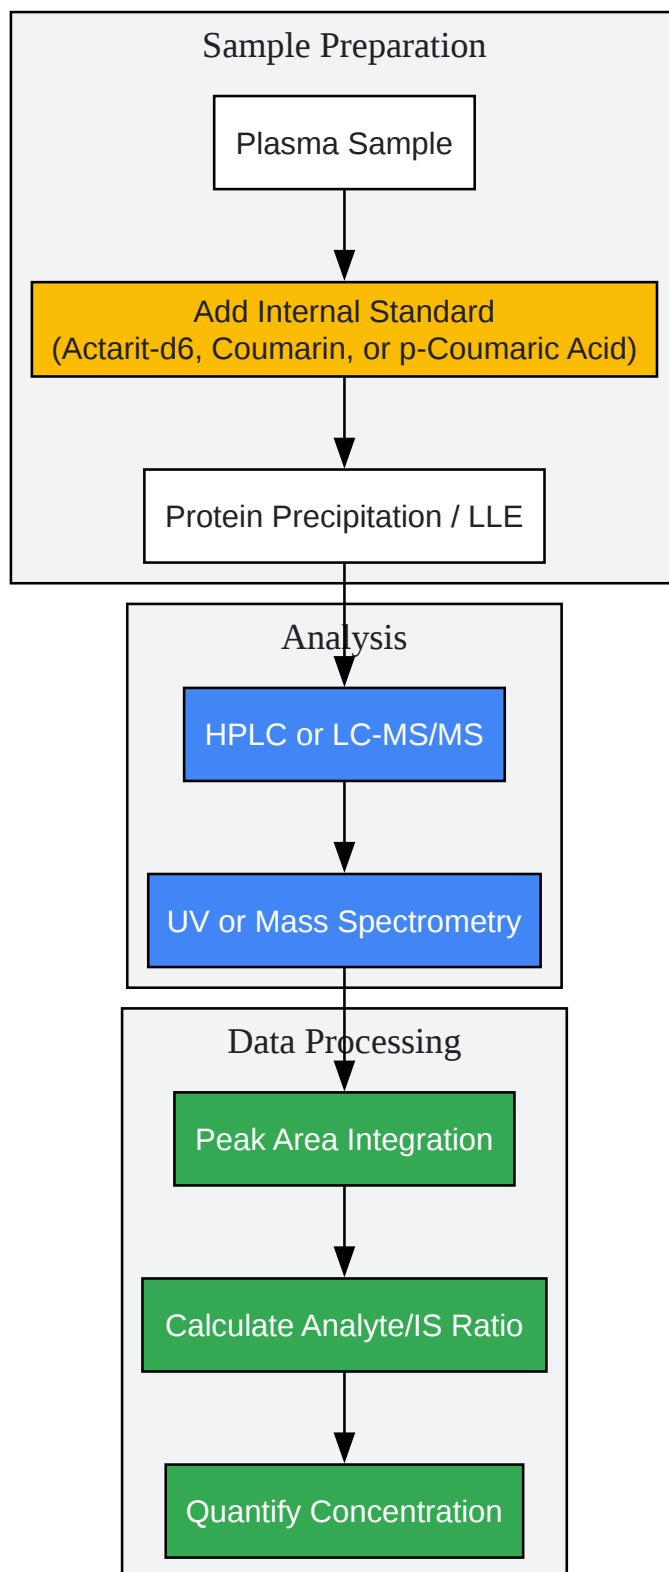 Sample Preparation
Plasma Sample
Add Internal Standard
(Actarit-d6, Coumarin, or p-Coumaric Acid)
Protein Precipitation / LLE
Analysis
HPLC or LC-MS/MS
UV or Mass Spectrometry
Data Processing
Peak Area Integration
Calculate Analyte/IS Ratio
Quantify Concentration